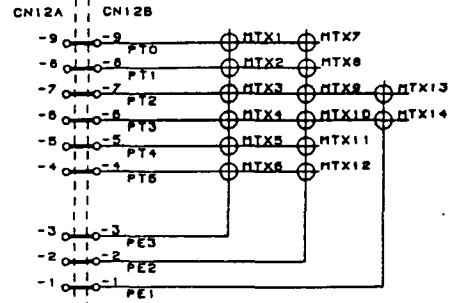 CN12A CN12B
-9 -9 PT0 MTX1 MTX7
-8 -8 PT1 MTX2 MTX8
-7 -7 PT2 MTX3 MTX9 MTX13
-6 -6 PT3 MTX4 MTX10 MTX14
-5 -5 PT4 MTX5 MTX11
-4 -4 PT5 MTX6 MTX12
-3 -3 PE3
-2 -2 PE2
-1 -1 PE1